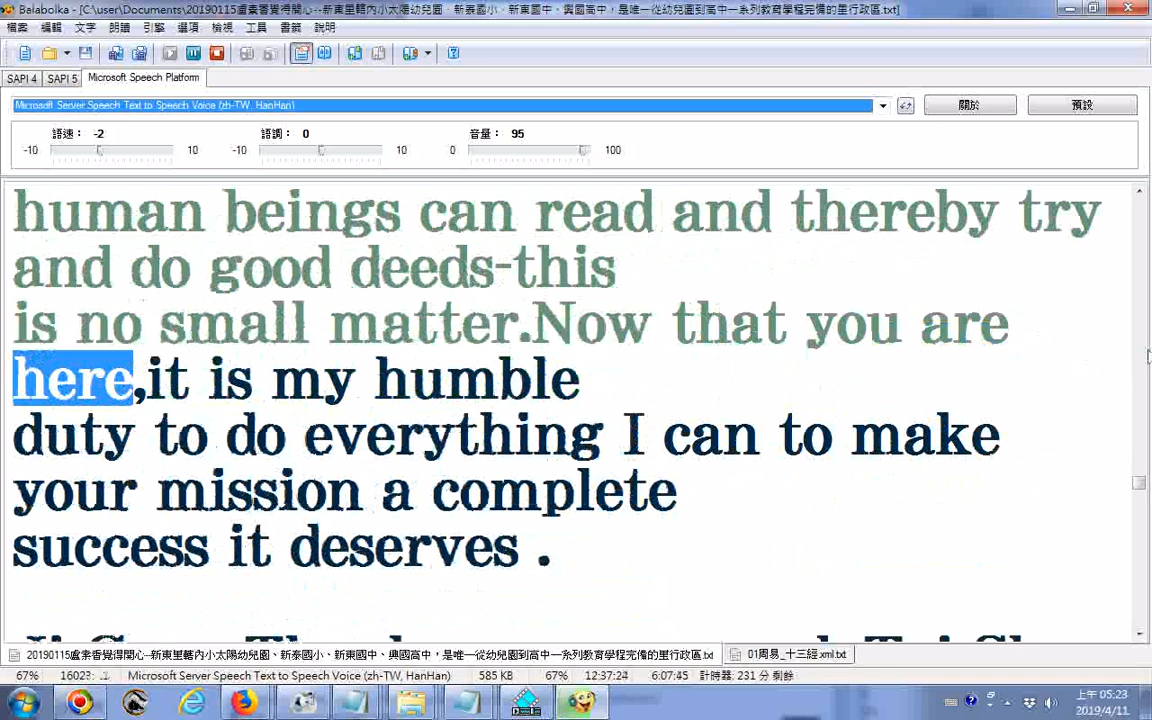 Balabolka - [C:\user\Documents\20190115盧素香覺得開心--新東里轄內小太陽幼兒園、新泰國小、新東國中、興國高中，是唯一從幼兒園到高中一系列教育學程完備的里行政區.txt]
檔案 編輯 文字 朗讀 引擎 選項 檢視 工具 書籤 說明
SAPI 4 SAPI 5 Microsoft Speech Platform
Microsoft Server Speech Text to Speech Voice (zh-TW, HanHan) 關於 預設
語速： -2 語調： 0 音量： 95
-10 10 -10 10 0 100
human beings can read and thereby try
and do good deeds-this
is no small matter.Now that you are
here,it is my humble
duty to do everything I can to make
your mission a complete
success it deserves .
20190115盧素香覺得開心--新東里轄內小太陽幼兒園、新泰國小、新東國中、興國高中，是唯一從幼兒園到高中一系列教育學程完備的里行政區.txt 01周易_十三經.xml.txt
67% Microsoft Server Speech Text to Speech Voice (zh-TW, HanHan) 585 KB 67% 12:37:24 6:07:45 計時器: 231 分 剩餘
上午 05:23
2019/4/11